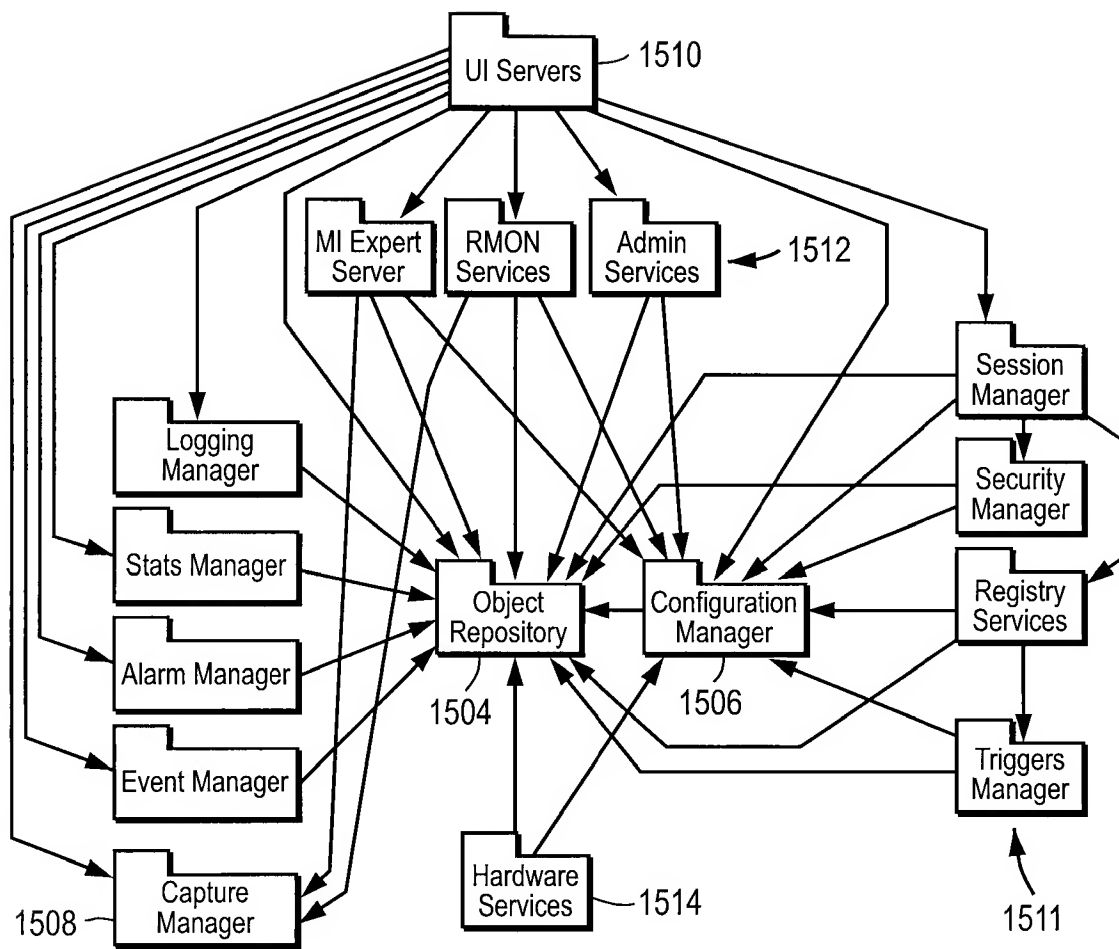 UI Servers
1510
MI Expert
Server
RMON
Services
Admin
Services
1512
Session
Manager
Logging
Manager
Security
Manager
Stats Manager
Object
Repository
Configuration
Manager
Registry
Services
Alarm Manager
1504
1506
Event Manager
Triggers
Manager
Capture
Manager
1508
Hardware
Services
1514
1511